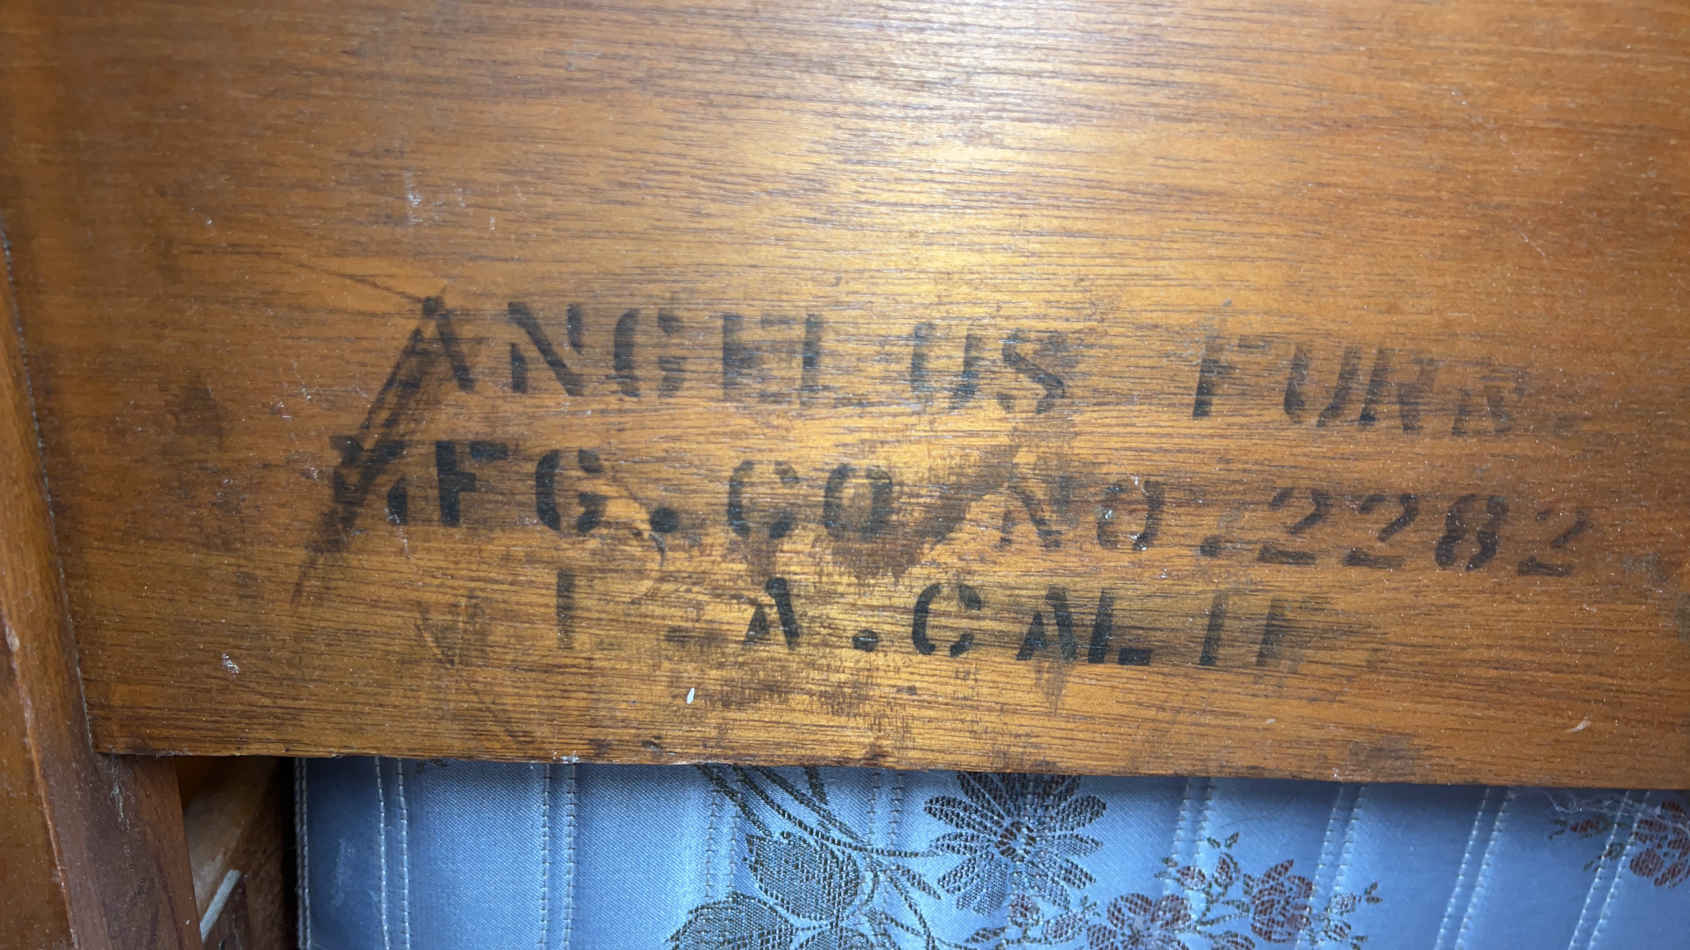 ANGELUS FURN.
MFG. CO NO. 2282
L.A. CALIF